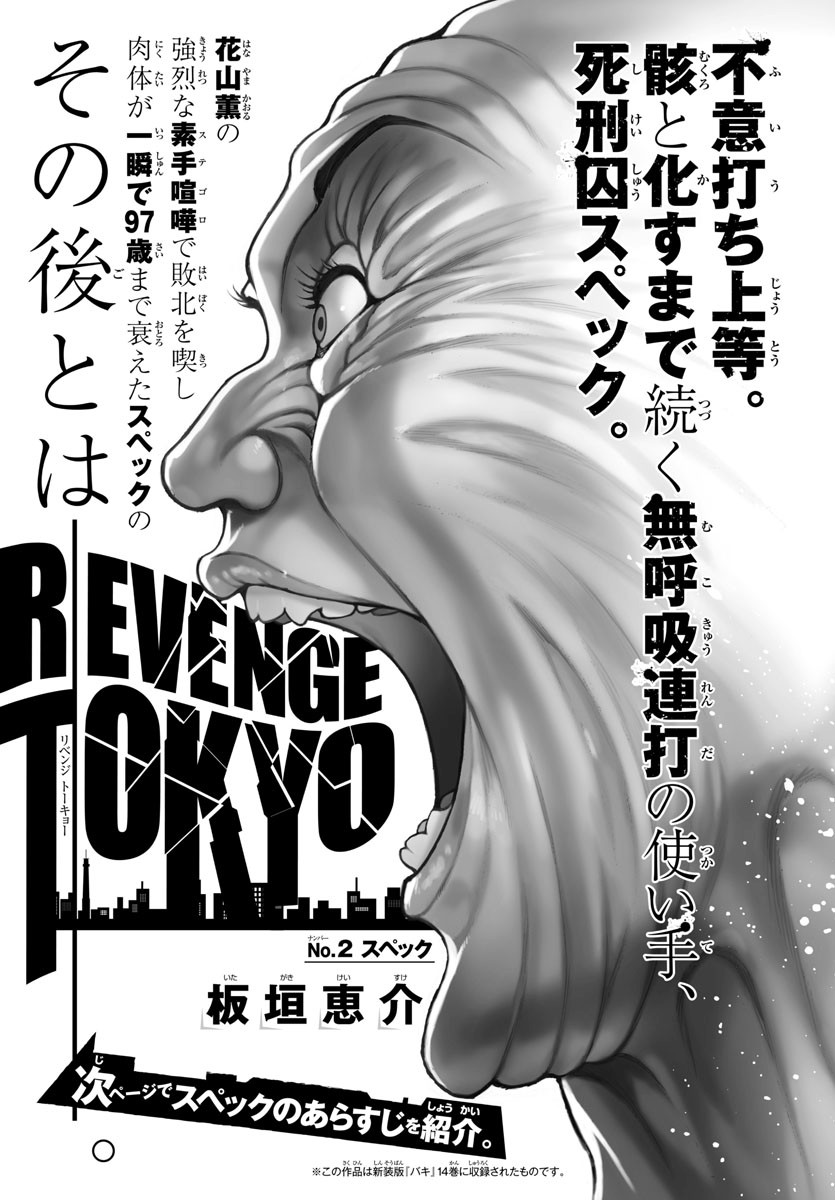 不意打ち上等。
骸と化すまで続く無呼吸連打の使い手、
死刑囚スペック。
花山薫の
強烈な素手喧嘩で敗北を喫し
肉体が一瞬で97歳まで衰えたスペックの
その後とは――。
REVENGE
TOKYO
リベンジ トーキョー
No.2 スペック
板垣恵介
次ページでスペックのあらすじを紹介。
※この作品は新装版『バキ』14巻に収録されたものです。